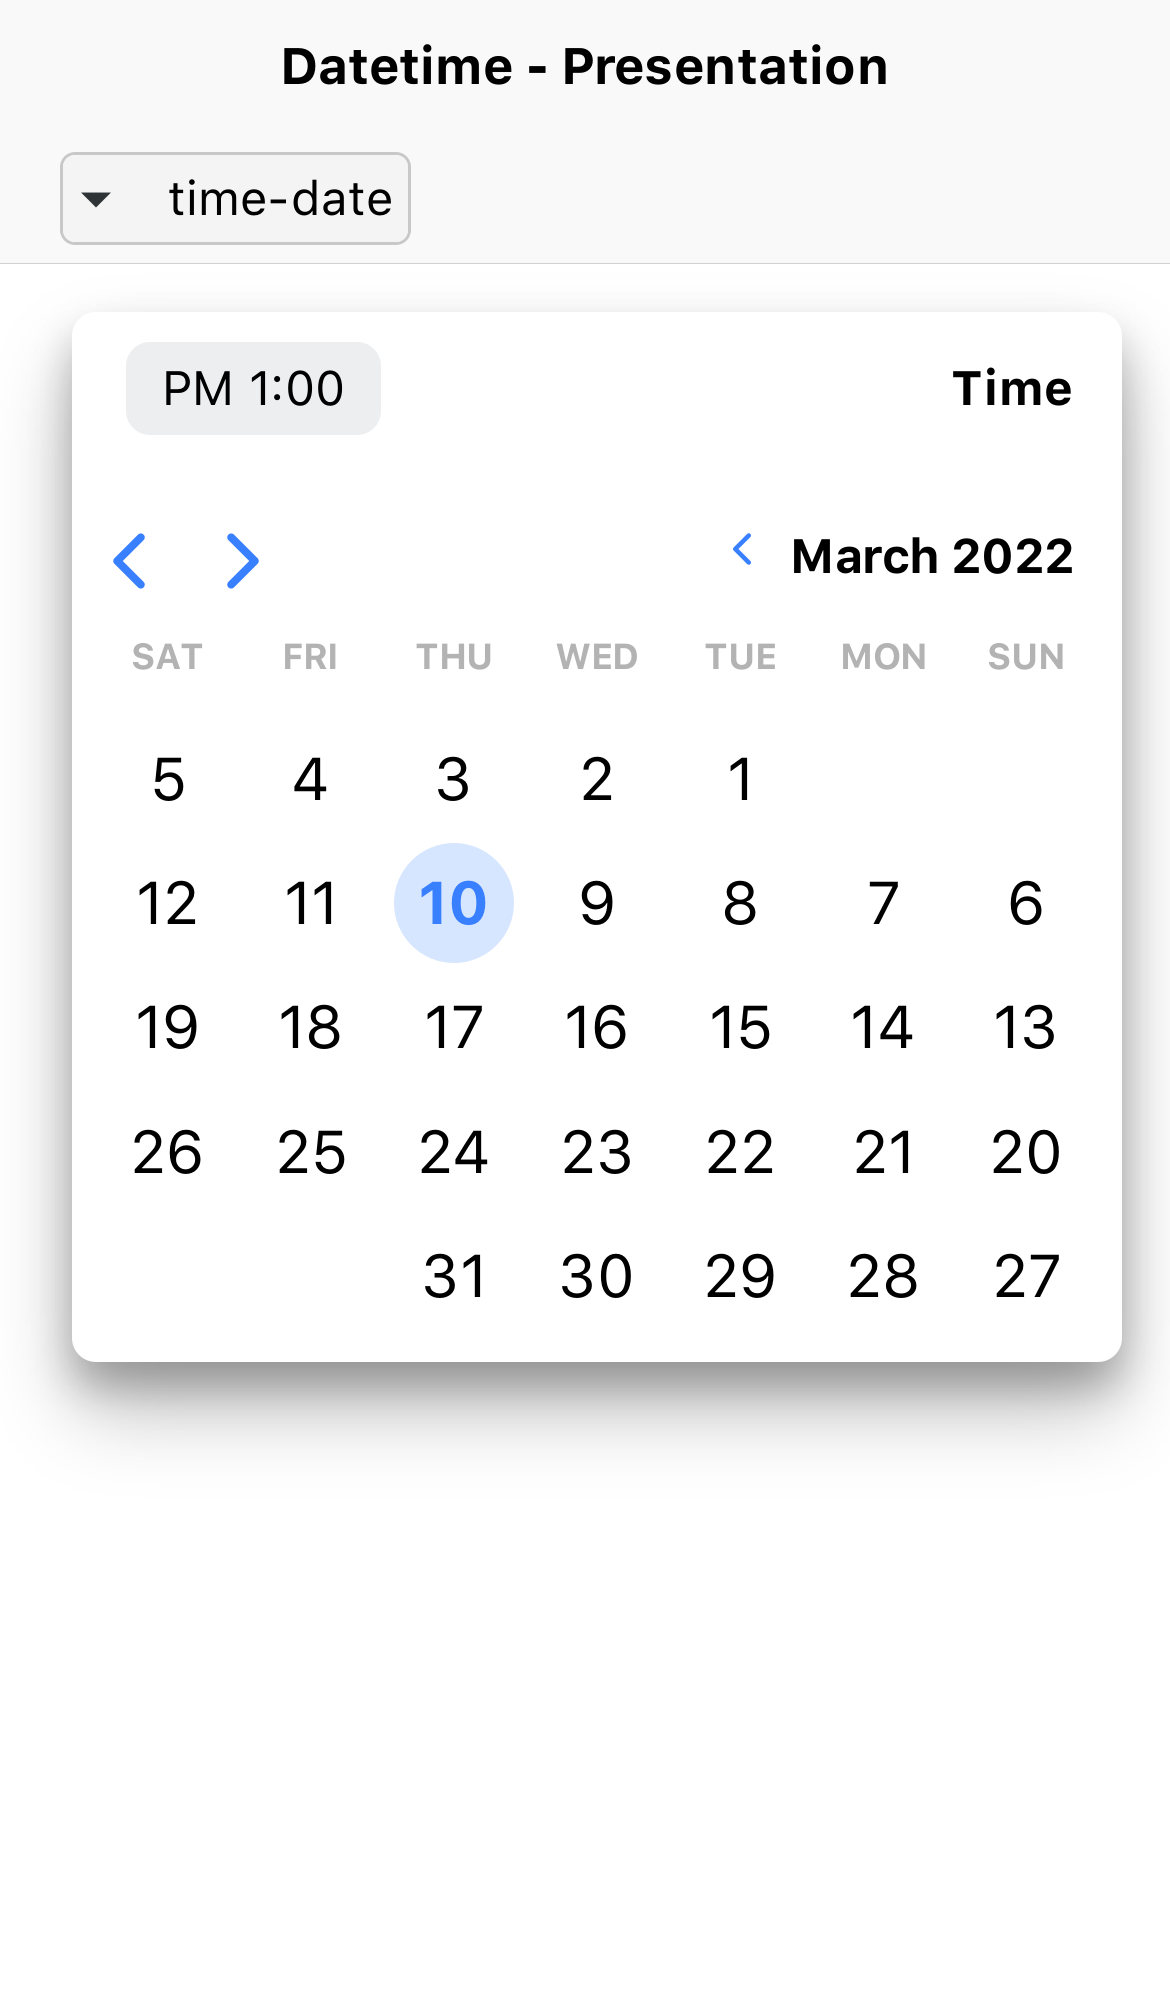 Datetime - Presentation
time-date
PM 1:00 Time
March 2022
SAT FRI THU WED TUE MON SUN
5 4 3 2 1
12 11 10 9 8 7 6
19 18 17 16 15 14 13
26 25 24 23 22 21 20
31 30 29 28 27